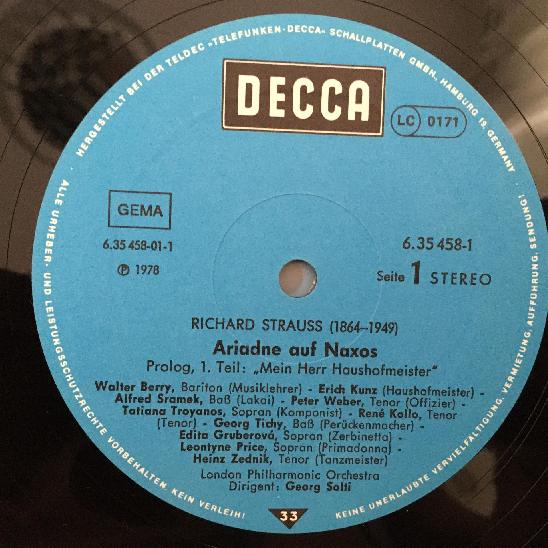 HERGESTELLT BEI DER TELDEC »TELEFUNKEN-DECCA« SCHALLPLATTEN GMBH, HAMBURG 19, GERMANY
DECCA
LC 0171
GEMA
6.35 458-01-1
Ⓟ 1978
6.35 458-1
Seite 1 STEREO
RICHARD STRAUSS (1864–1949)
Ariadne auf Naxos
Prolog, 1. Teil: „Mein Herr Haushofmeister“
Walter Berry, Bariton (Musiklehrer) - Erich Kunz (Haushofmeister) -
Alfred Sramek, Baß (Lakai) - Peter Weber, Tenor (Offizier) -
Tatiana Troyanos, Sopran (Komponist) - René Kollo, Tenor
(Tenor) - Georg Tichy, Baß (Perückenmacher) -
Edita Gruberová, Sopran (Zerbinetta) -
Leontyne Price, Sopran (Primadonna) -
Heinz Zednik, Tenor (Tanzmeister)
London Philharmonic Orchestra
Dirigent: Georg Solti
33
ALLE URHEBER- UND LEISTUNGSSCHUTZRECHTE VORBEHALTEN KEIN VERLEIH!
KEINE UNERLAUBTE VERVIELFÄLTIGUNG, VERMIETUNG, AUFFÜHRUNG, SENDUNG!